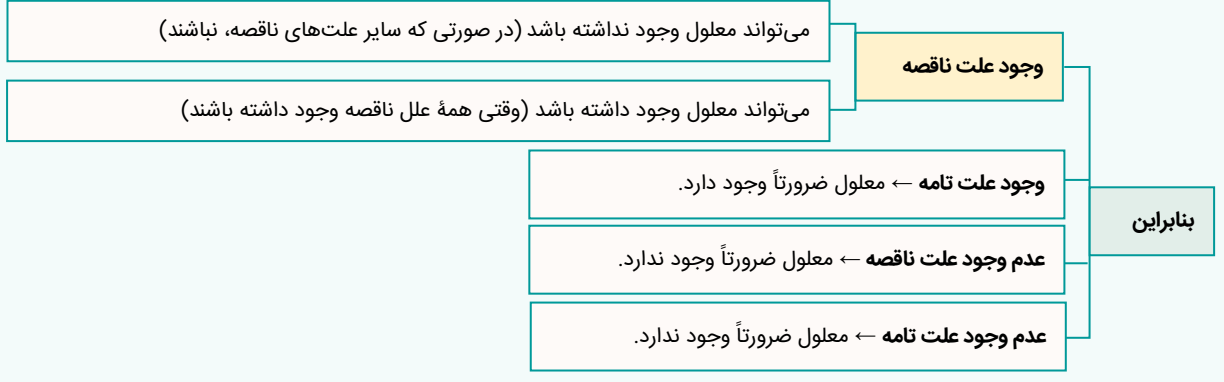 بنابراین
وجود علت ناقصه
می‌تواند معلول وجود نداشته باشد (در صورتی که سایر علت‌های ناقصه، نباشند)
می‌تواند معلول وجود داشته باشد (وقتی همهٔ علل ناقصه وجود داشته باشند)
وجود علت تامه ← معلول ضرورتاً وجود دارد.
عدم وجود علت ناقصه ← معلول ضرورتاً وجود ندارد.
عدم وجود علت تامه ← معلول ضرورتاً وجود ندارد.